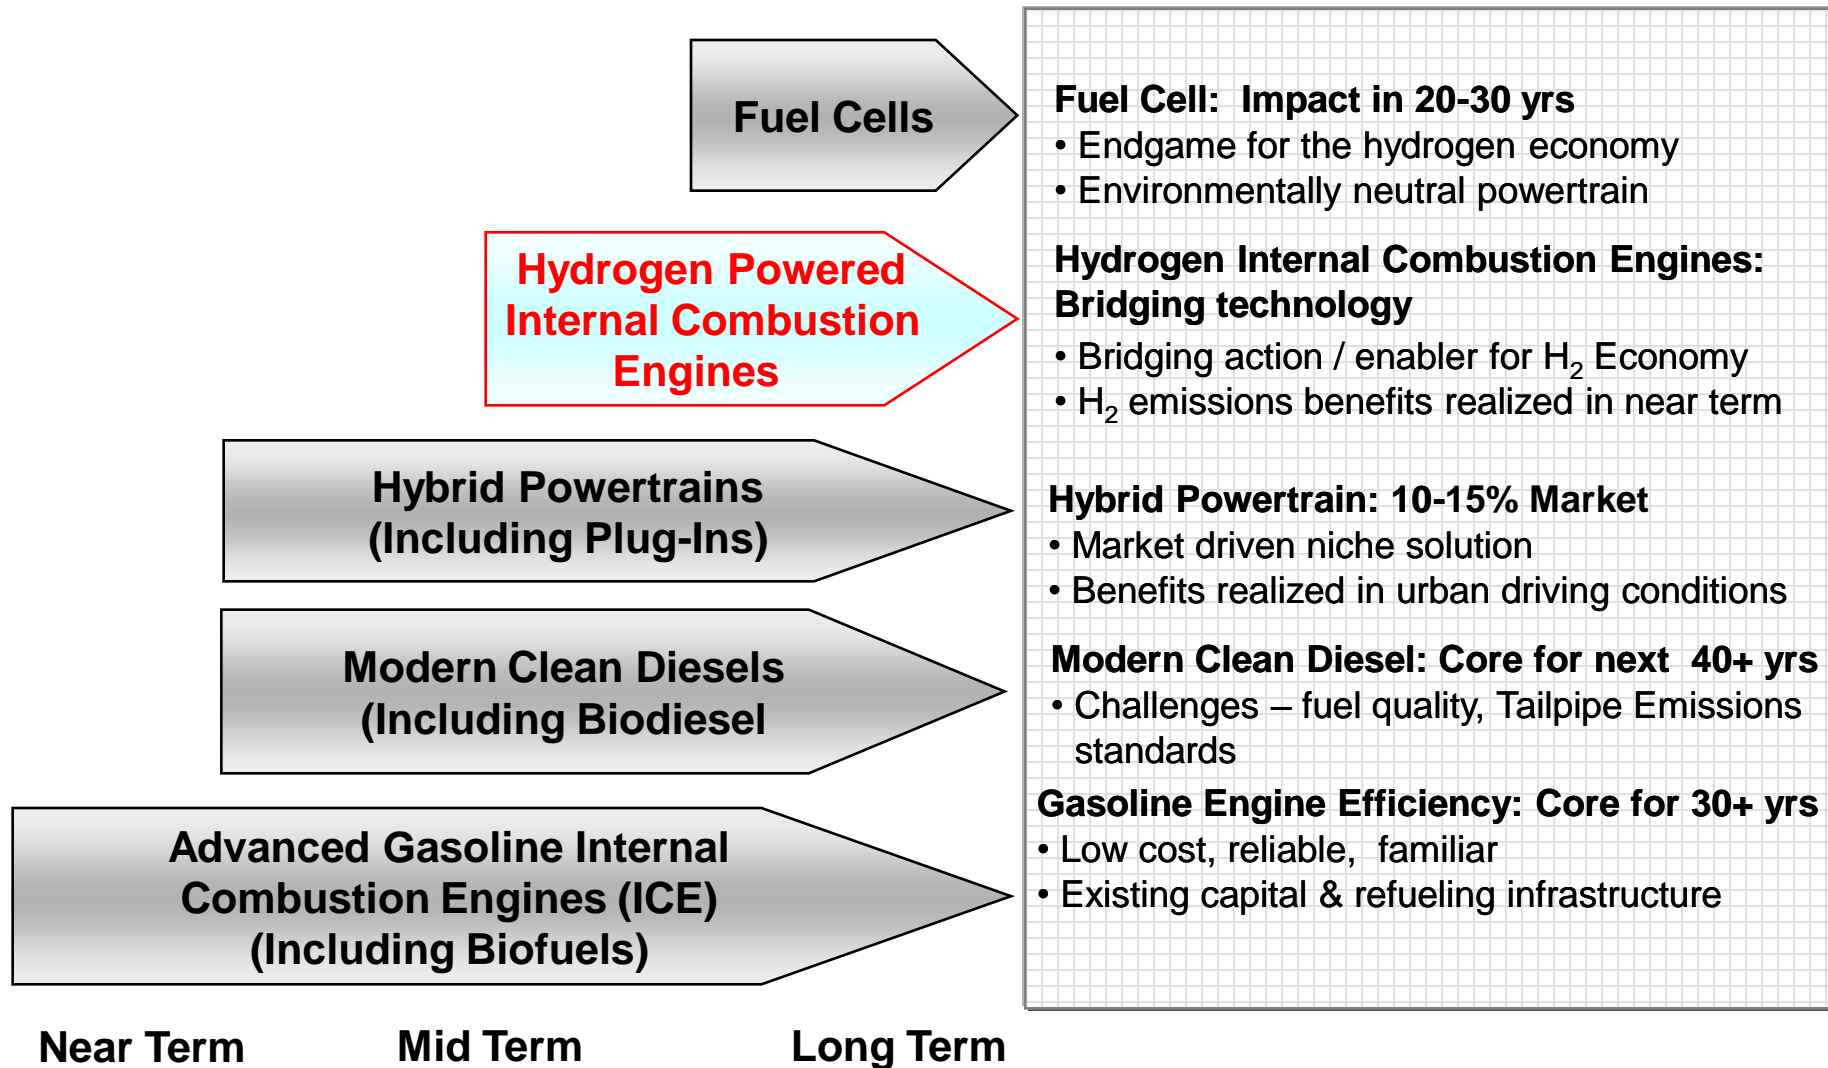 Fuel Cells
Hydrogen Powered
Internal Combustion
Engines
Hybrid Powertrains
(Including Plug-Ins)
Modern Clean Diesels
(Including Biodiesel
Advanced Gasoline Internal
Combustion Engines (ICE)
(Including Biofuels)
Near Term Mid Term Long Term
Fuel Cell: Impact in 20-30 yrs
• Endgame for the hydrogen economy
• Environmentally neutral powertrain
Hydrogen Internal Combustion Engines:
Bridging technology
• Bridging action / enabler for H₂ Economy
• H₂ emissions benefits realized in near term
Hybrid Powertrain: 10-15% Market
• Market driven niche solution
• Benefits realized in urban driving conditions
Modern Clean Diesel: Core for next 40+ yrs
• Challenges – fuel quality, Tailpipe Emissions
standards
Gasoline Engine Efficiency: Core for 30+ yrs
• Low cost, reliable, familiar
• Existing capital & refueling infrastructure